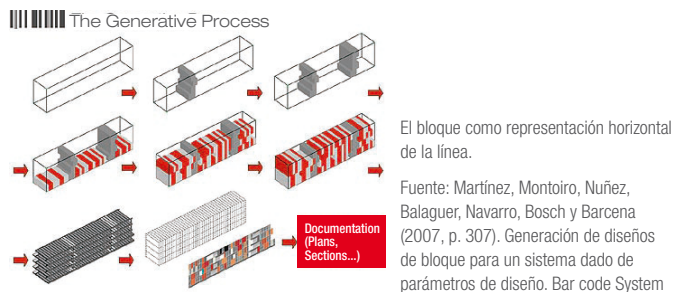 The Generative Process
El bloque como representación horizontal
de la línea.
Fuente: Martínez, Montoiro, Nuñez,
Balaguer, Navarro, Bosch y Barcena
(2007, p. 307). Generación de diseños
de bloque para un sistema dado de
parámetros de diseño. Bar code System
Documentation
(Plans,
Sections...)